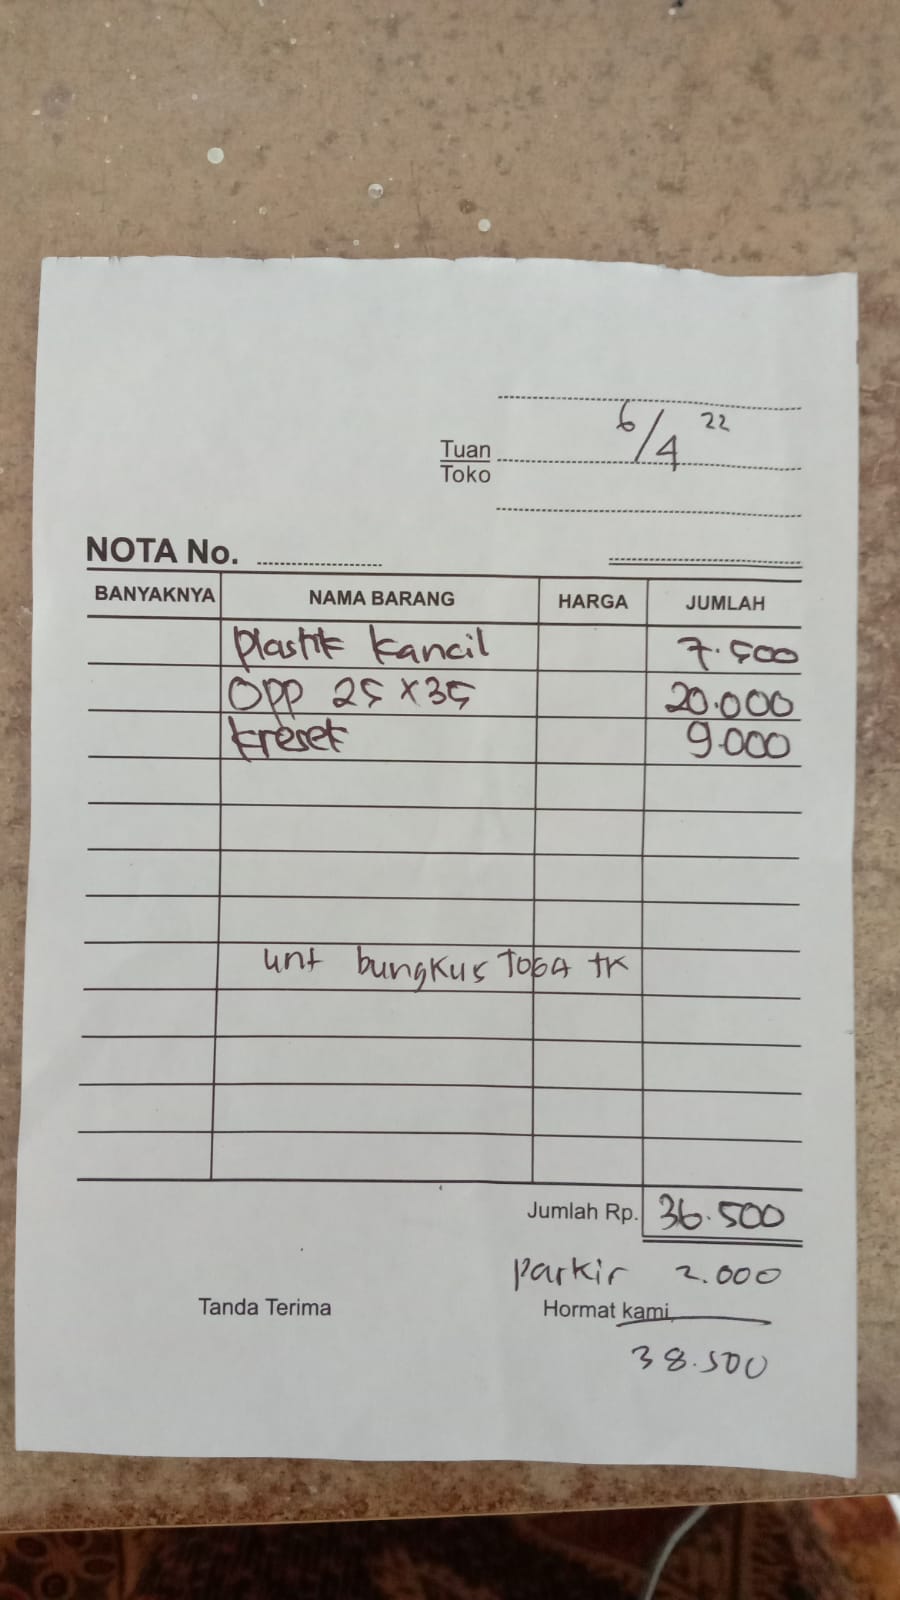 6/4 22
Tuan
Toko
NOTA No.
BANYAKNYA NAMA BARANG HARGA JUMLAH
plastik kancil 7.500
OPP 25 x 35 20.000
kreset 9.000
unt bungkus TOGA TK
Jumlah Rp. 36.500
parkir 2.000
Tanda Terima Hormat kami
38.500